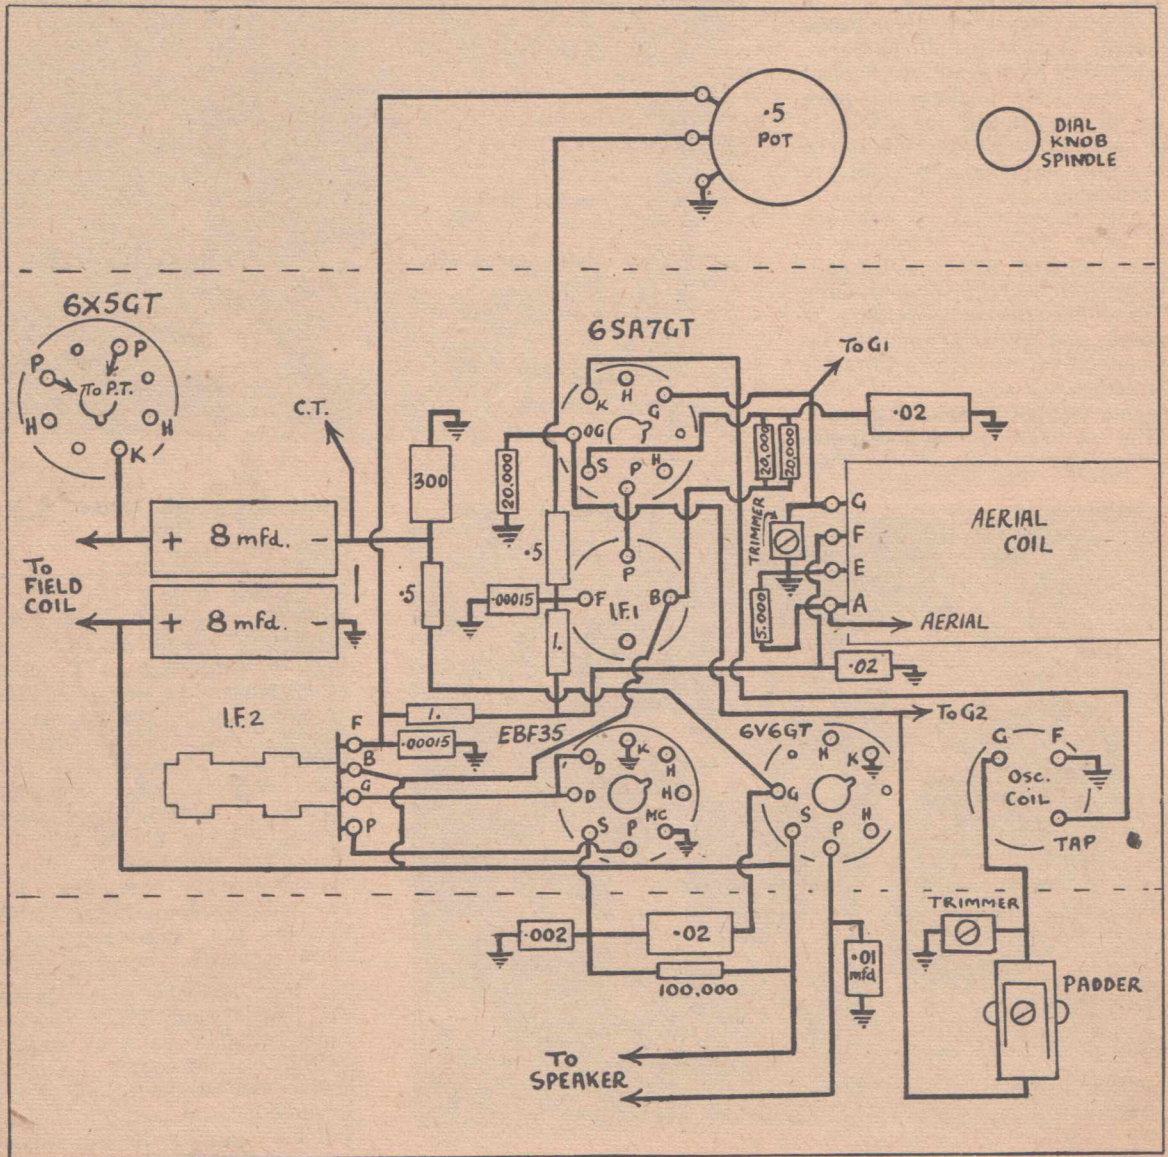 .5
POT
DIAL
KNOB
SPINDLE
6X5GT
P
P
TO P.T.
H
H
K
C.T.
6SA7GT
TO G1
K
H
G
OG
G
S
P
H
.02
300
20,000
20,000
20,000
TRIMMER
G
F
E
A
AERIAL
COIL
AERIAL
+ 8 mfd. -
TO
FIELD
COIL
+ 8 mfd. -
.5
.5
.00015
P
F
B
I.F.1
1.
5.000
.02
I.F.2
F
B
G
P
1.
.00015
EBF35
K
H
D
D
H
S
P
MC
6V6GT
H
K
G
S
P
H
TO G2
G
F
OSC.
COIL
TAP
.002
.02
100,000
.01
mfd
TRIMMER
PADDER
TO
SPEAKER